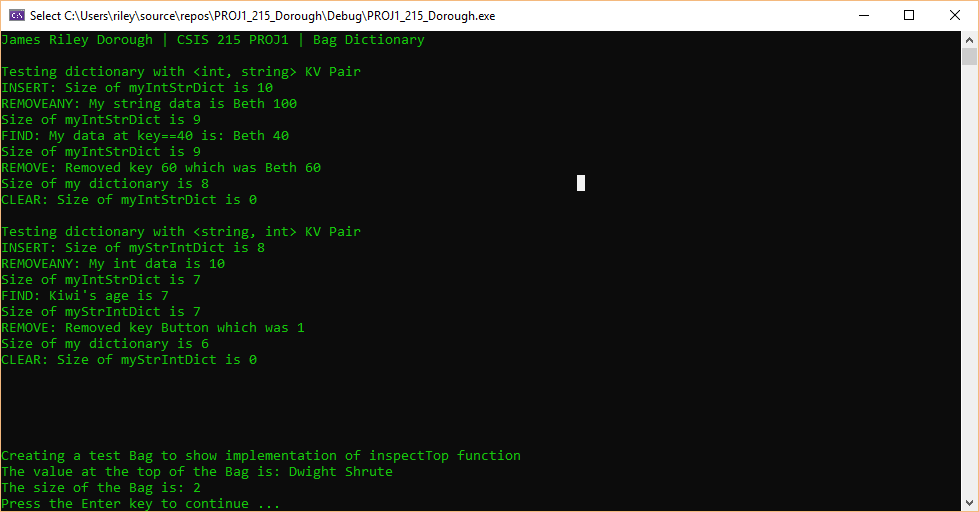 Select C:\Users\riley\source\repos\PROJ1_215_Dorough\Debug\PROJ1_215_Dorough.exe
James Riley Dorough | CSIS 215 PROJ1 | Bag Dictionary
Testing dictionary with <int, string> KV Pair
INSERT: Size of myIntStrDict is 10
REMOVEANY: My string data is Beth 100
Size of myIntStrDict is 9
FIND: My data at key==40 is: Beth 40
Size of myIntStrDict is 9
REMOVE: Removed key 60 which was Beth 60
Size of my dictionary is 8
CLEAR: Size of myIntStrDict is 0
Testing dictionary with <string, int> KV Pair
INSERT: Size of myStrIntDict is 8
REMOVEANY: My int data is 10
Size of myIntStrDict is 7
FIND: Kiwi's age is 7
Size of myStrIntDict is 7
REMOVE: Removed key Button which was 1
Size of my dictionary is 6
CLEAR: Size of myStrIntDict is 0
Creating a test Bag to show implementation of inspectTop function
The value at the top of the Bag is: Dwight Shrute
The size of the Bag is: 2
Press the Enter key to continue ...